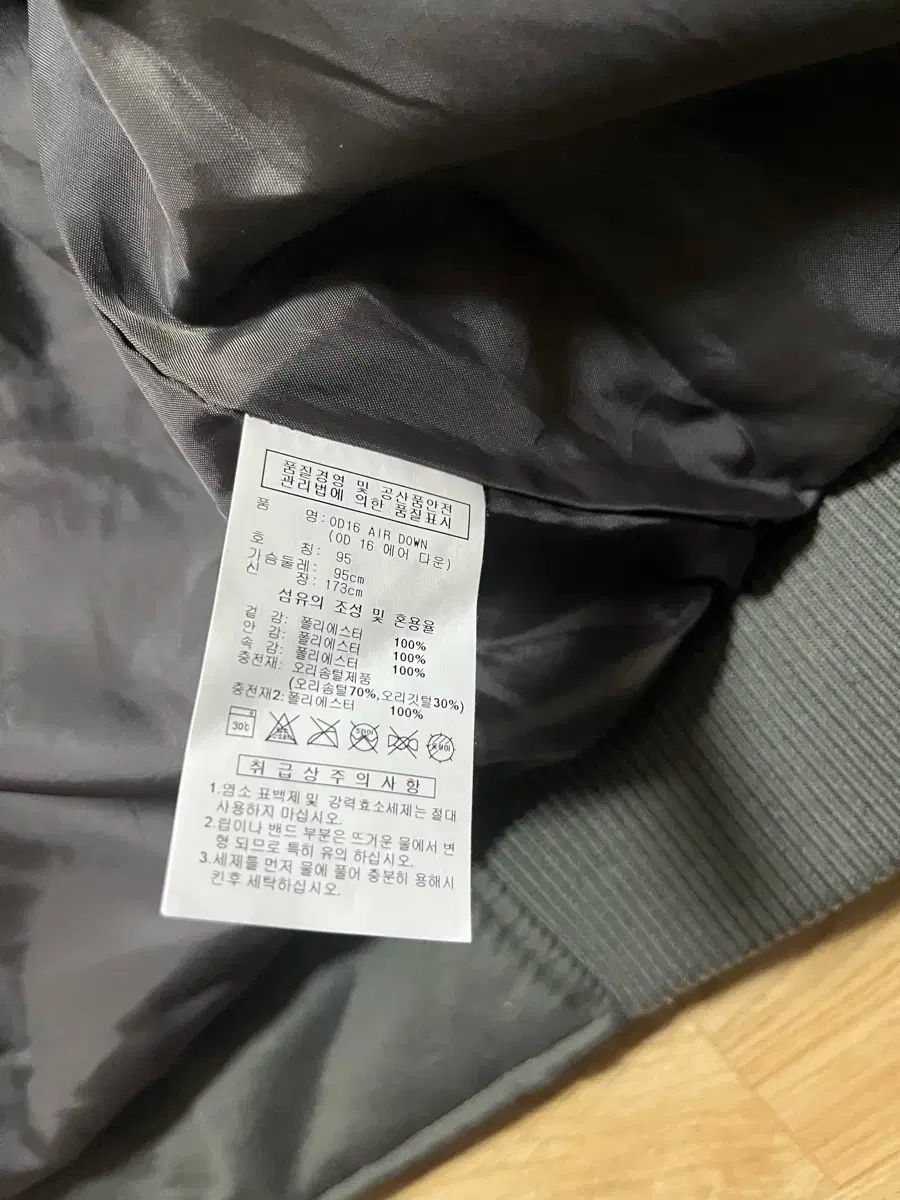 품질경영 및 공산품안전
관리법에 의한 품질표시
품 명: OD16 AIR DOWN
(OD 16 에어 다운)
호 칭: 95
가슴둘레: 95cm
신 장: 173cm
섬유의 조성 및 혼용율
겉 감: 폴리에스터 100%
안 감: 폴리에스터 100%
속 감: 폴리에스터 100%
충전재: 오리솜털제품
(오리솜털70%,오리깃털30%)
충전재2: 폴리에스터 100%
30℃
취급상주의사항
1.염소 표백제 및 강력효소세제는 절대
사용하지 마십시오.
2.립이나 밴드 부분은 뜨거운 물에서 변
형 되므로 특히 유의 하십시오.
3.세제를 먼저 물에 풀어 충분히 용해시
킨후 세탁하십시오.